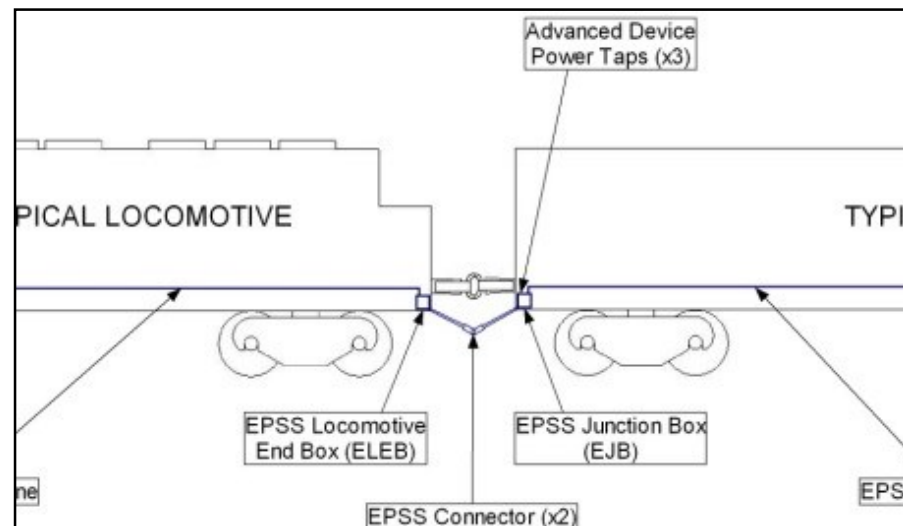 Advanced Device
Power Taps (x3)
PICAL LOCOMOTIVE
TYPI
EPSS Locomotive
End Box (ELEB)
EPSS Junction Box
(EJB)
ne
EPS
EPSS Connector (x2)